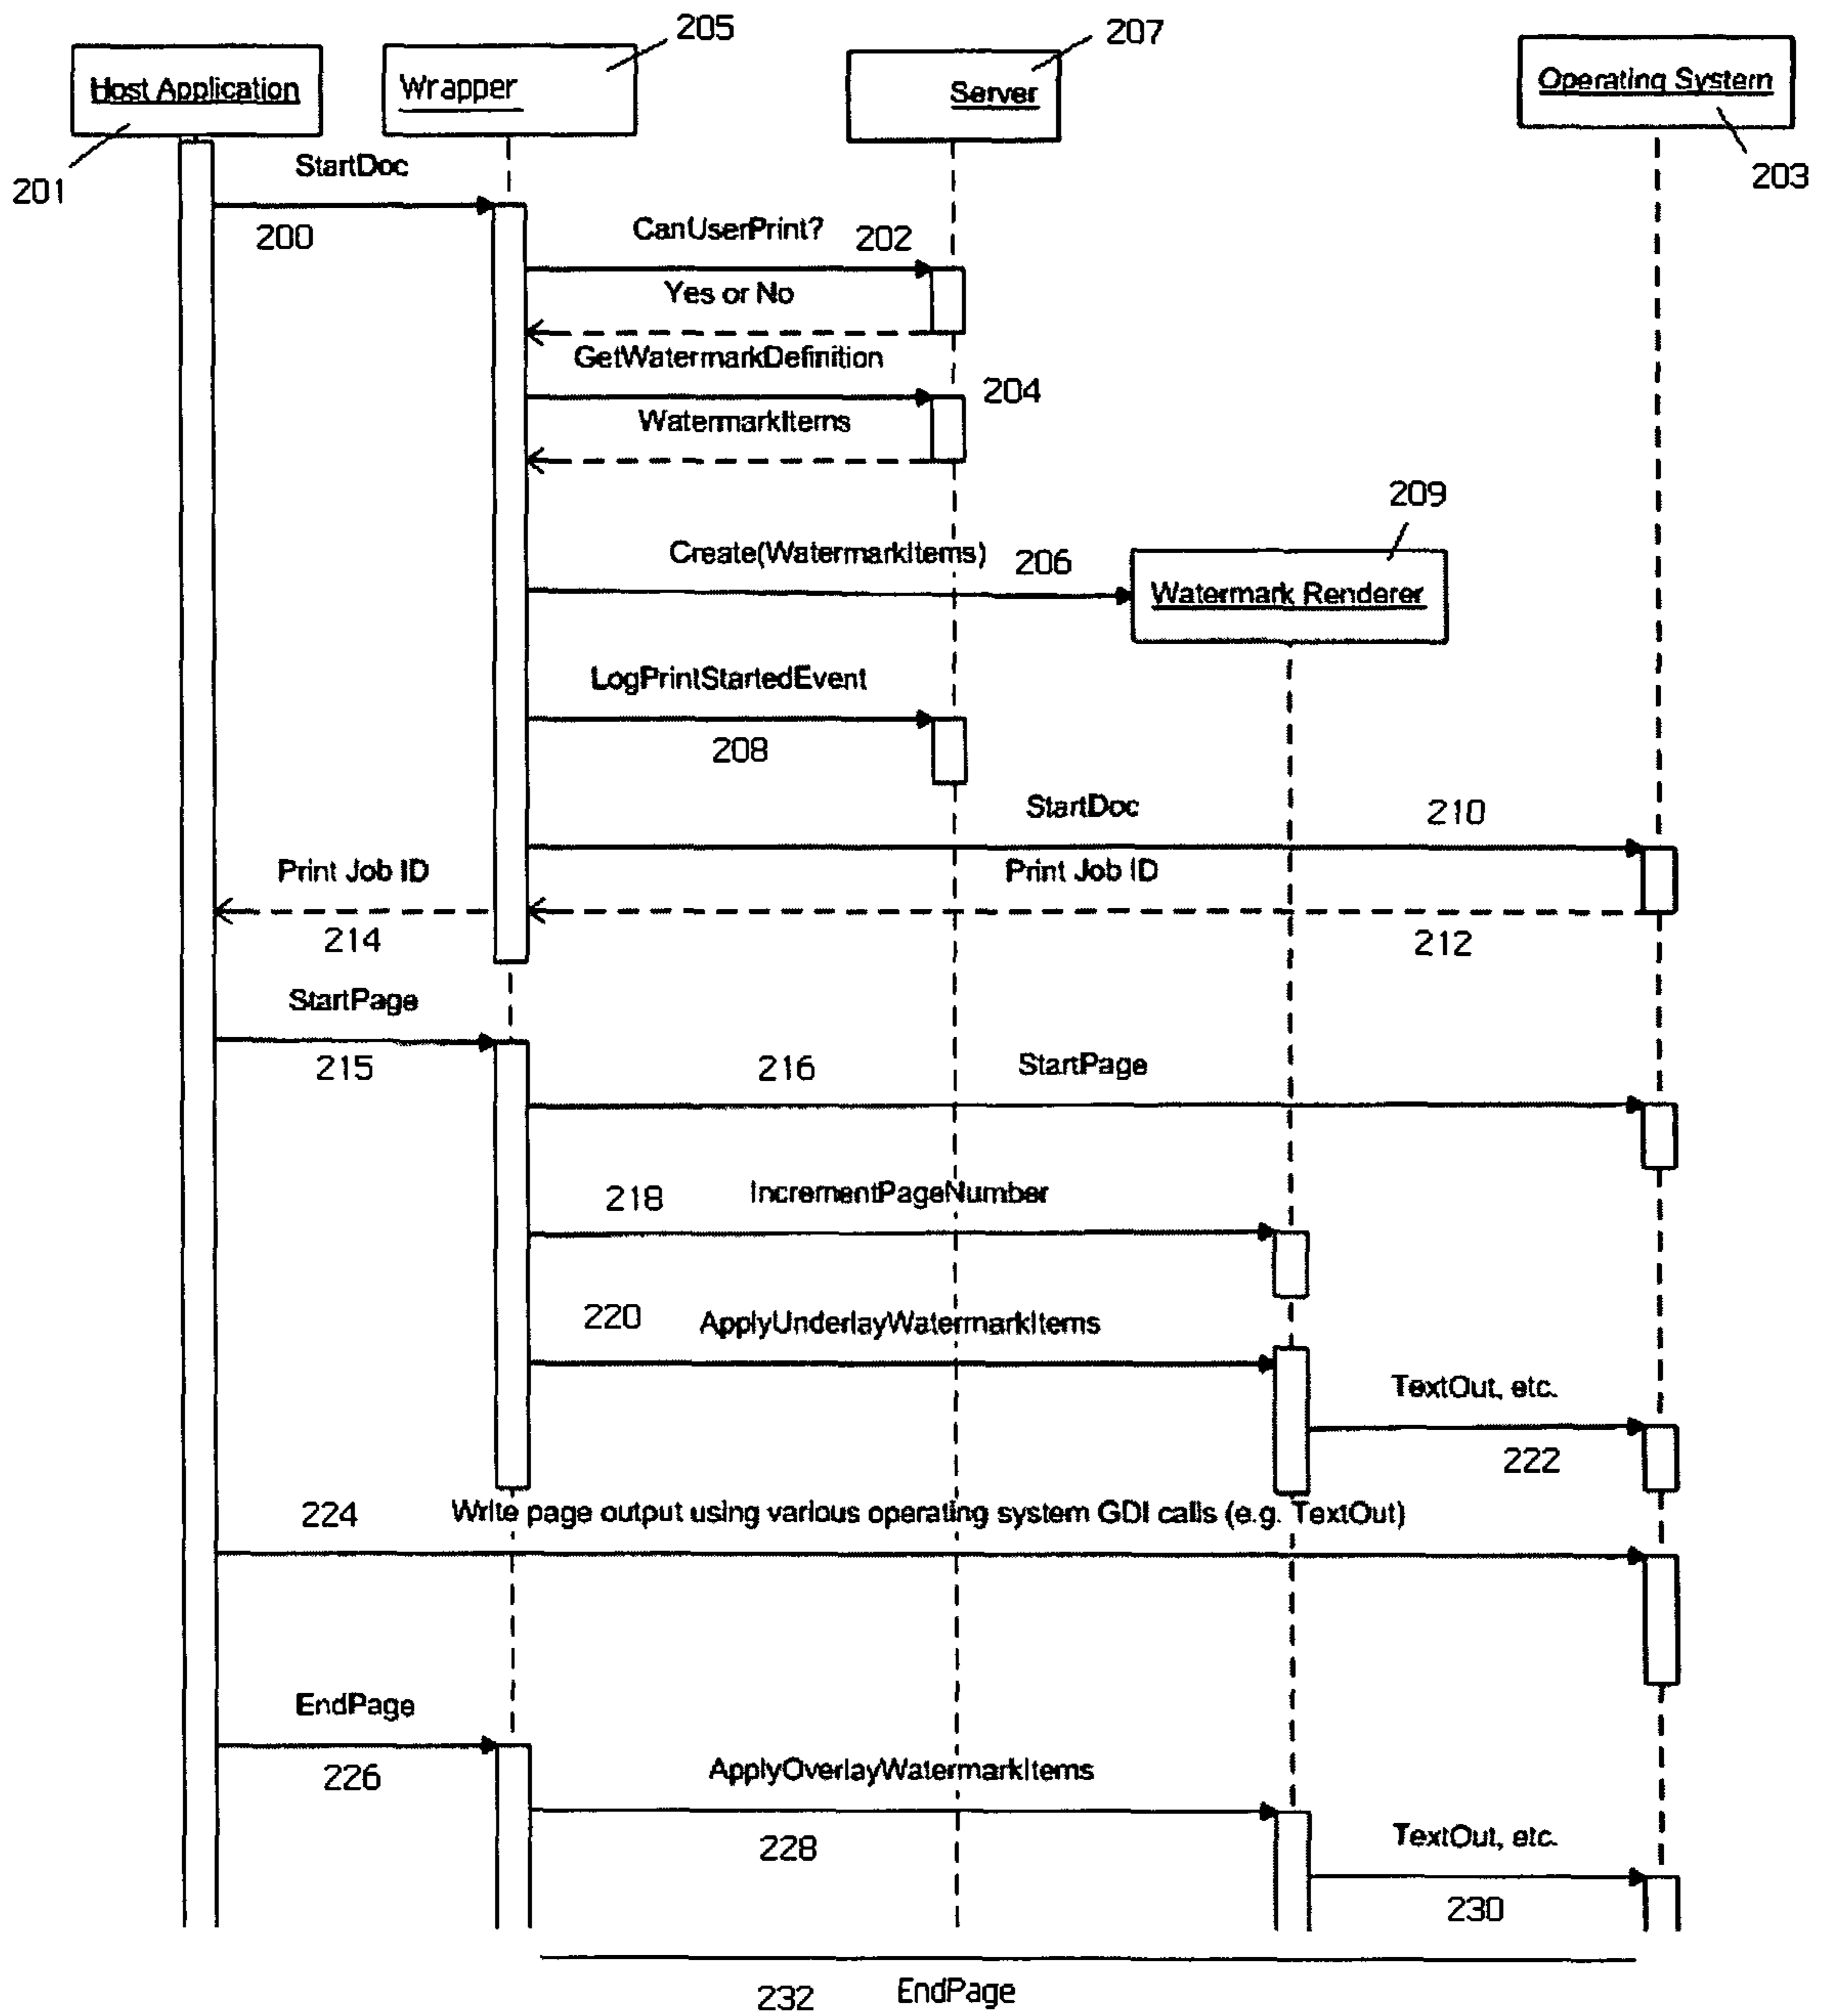 205
207
Host Application
Wrapper
Server
Operating System
201
203
StartDoc
200
CanUserPrint?
202
Yes or No
GetWatermarkDefinition
204
WatermarkItems
209
Create(WatermarkItems)
206
Watermark Renderer
LogPrintStartedEvent
208
StartDoc
210
Print Job ID
Print Job ID
214
212
StartPage
215
216
StartPage
218
IncrementPageNumber
220
ApplyUnderlayWatermarkItems
TextOut, etc.
222
224
Write page output using various operating system GDI calls (e.g. TextOut)
EndPage
226
ApplyOverlayWatermarkItems
228
TextOut, etc.
230
232
EndPage